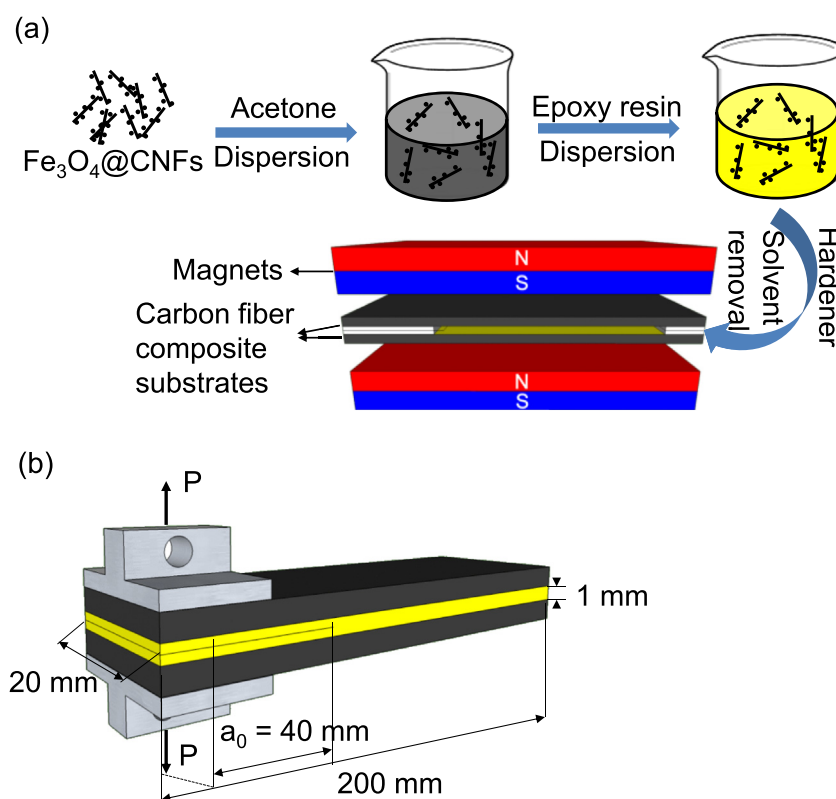 (a)
Acetone
Dispersion
Epoxy resin
Dispersion
Fe₃O₄@CNFs
Hardener
Solvent
removal
N
S
Magnets
Carbon fiber
composite
substrates
N
S
(b)
P
1 mm
20 mm
a₀ = 40 mm
P
200 mm